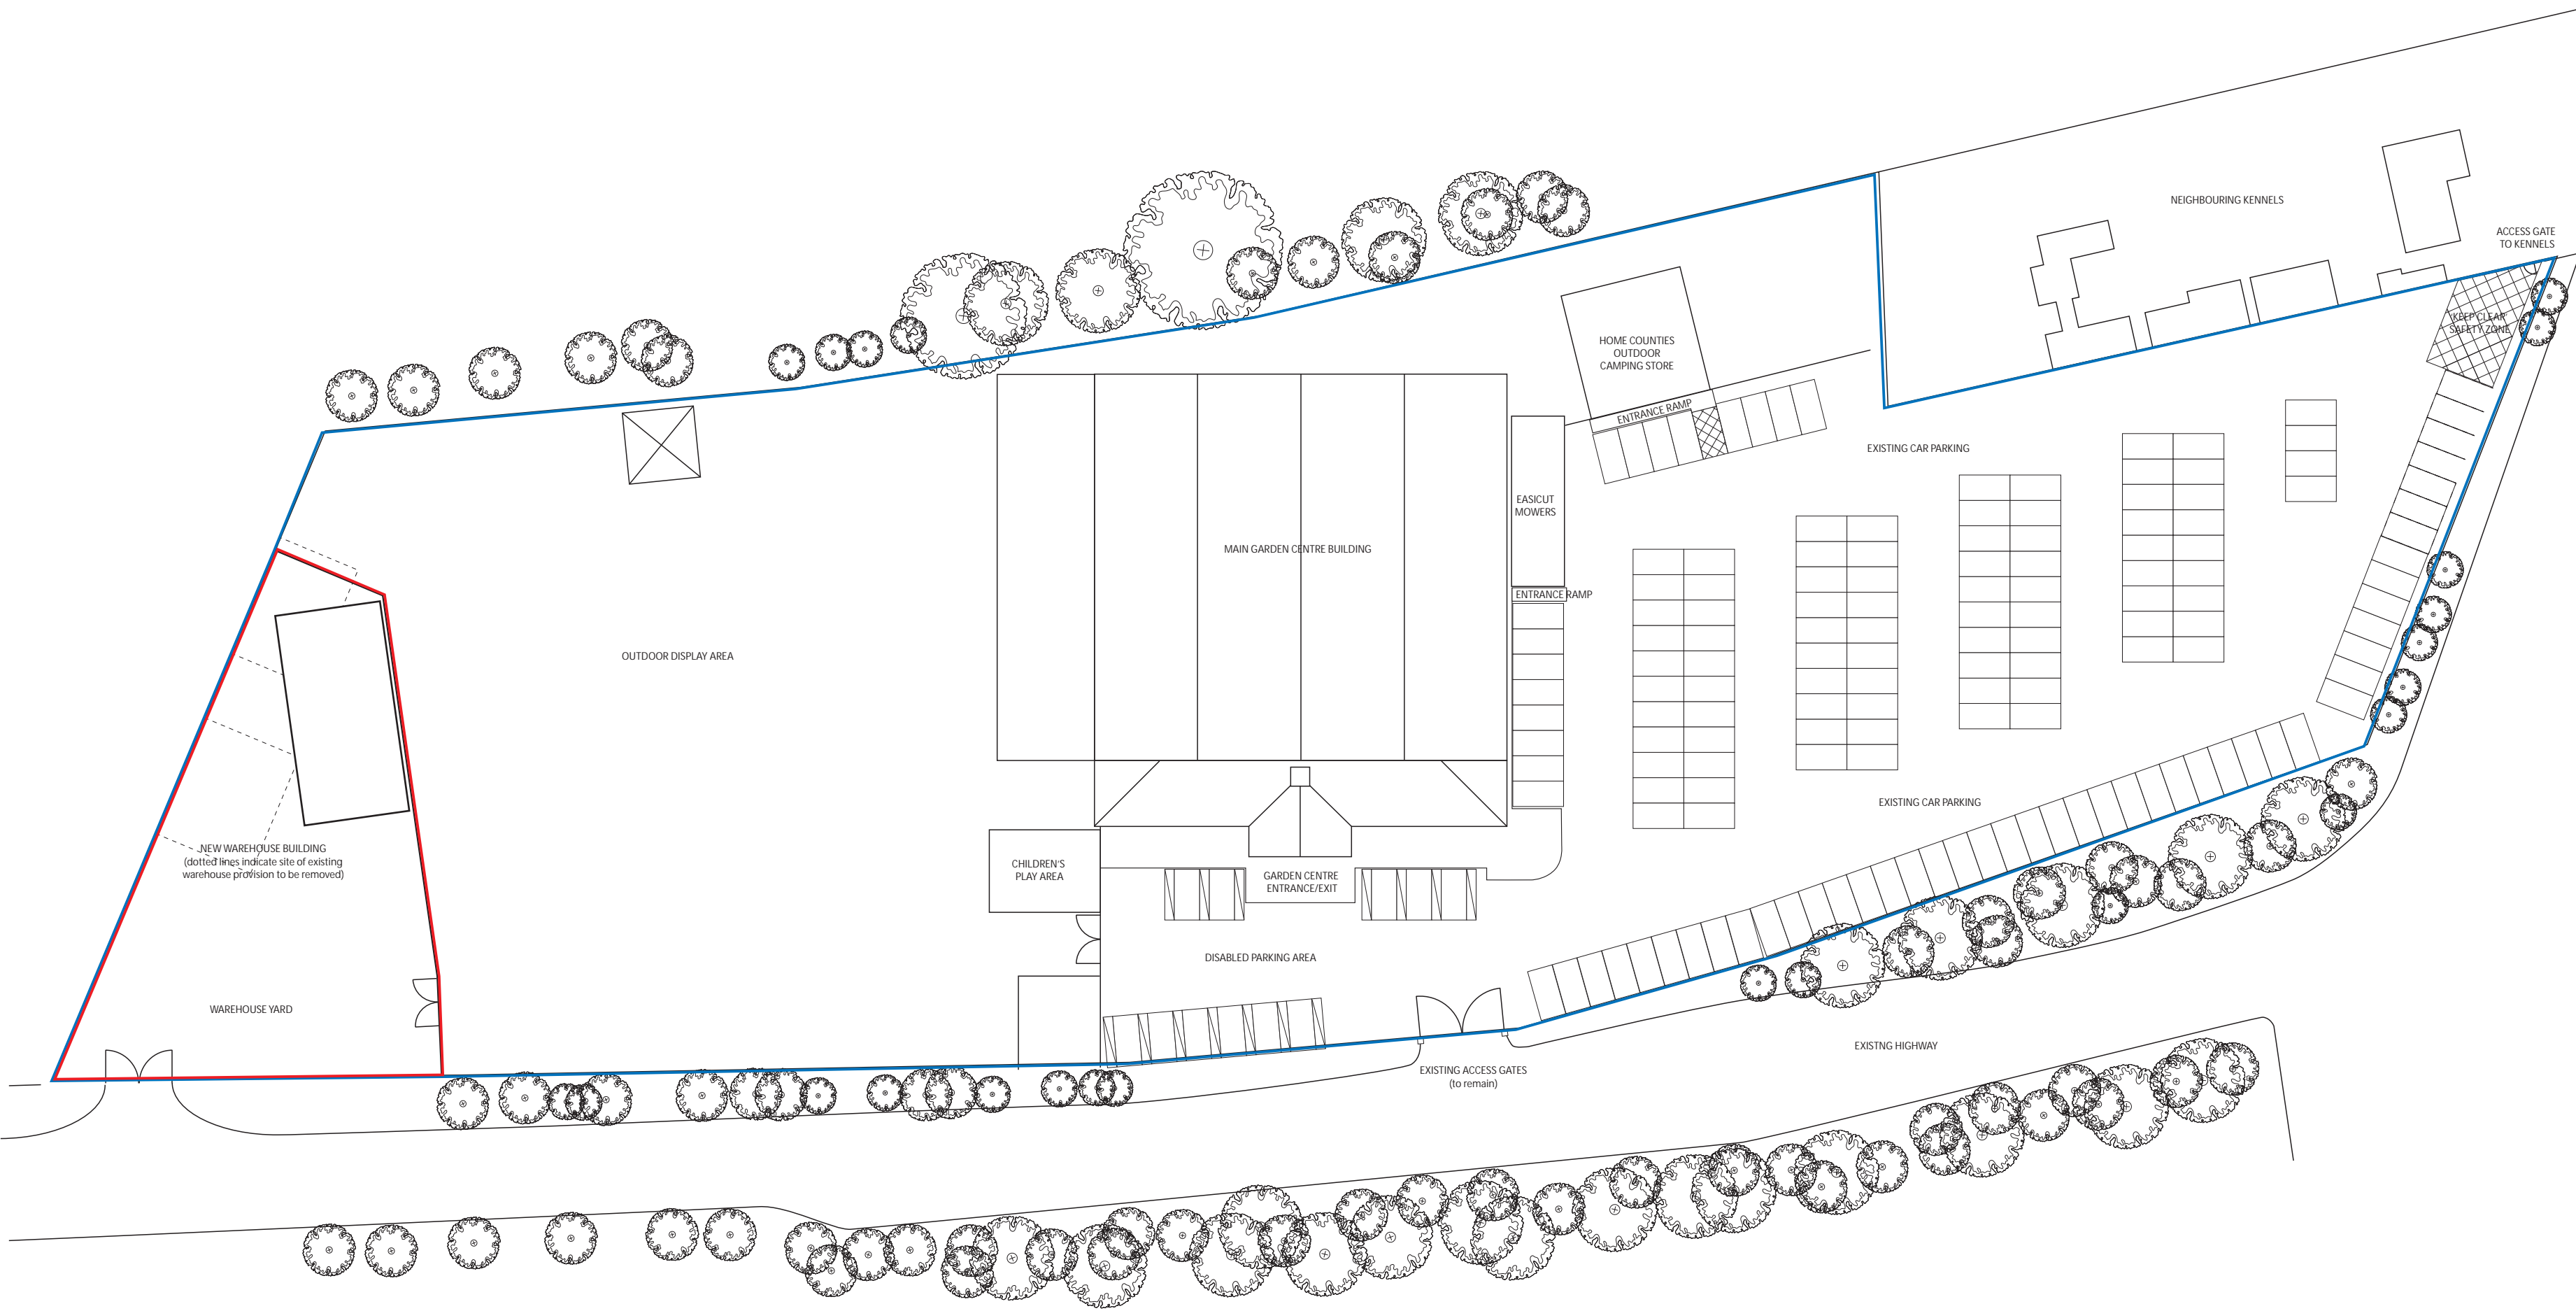 NEIGHBOURING KENNELS
ACCESS GATE
TO KENNELS
KEEP CLEAR
SAFETY ZONE
HOME COUNTIES
OUTDOOR
CAMPING STORE
ENTRANCE RAMP
EXISTING CAR PARKING
EASICUT
MOWERS
MAIN GARDEN CENTRE BUILDING
ENTRANCE RAMP
OUTDOOR DISPLAY AREA
EXISTING CAR PARKING
NEW WAREHOUSE BUILDING
(dotted lines indicate site of existing
warehouse provision to be removed)
CHILDREN'S
PLAY AREA
GARDEN CENTRE
ENTRANCE/EXIT
DISABLED PARKING AREA
WAREHOUSE YARD
EXISTNG HIGHWAY
EXISTING ACCESS GATES
(to remain)